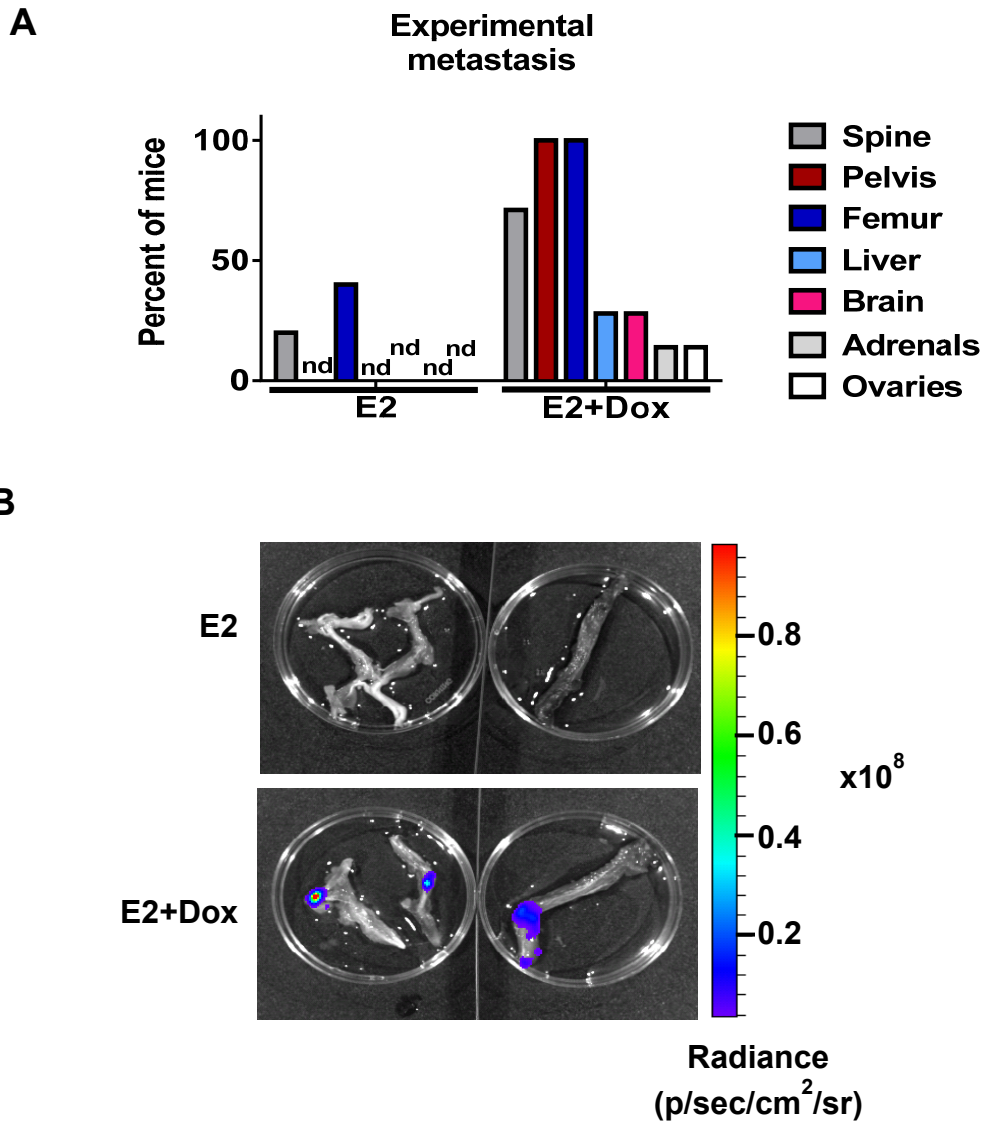 A
Experimental
metastasis
Percent of mice
100
50
0
nd
nd
nd
nd
nd
E2
E2+Dox
Spine
Pelvis
Femur
Liver
Brain
Adrenals
Ovaries
B
E2
E2+Dox
0.8
0.6
0.4
0.2
x10⁸
Radiance
(p/sec/cm²/sr)